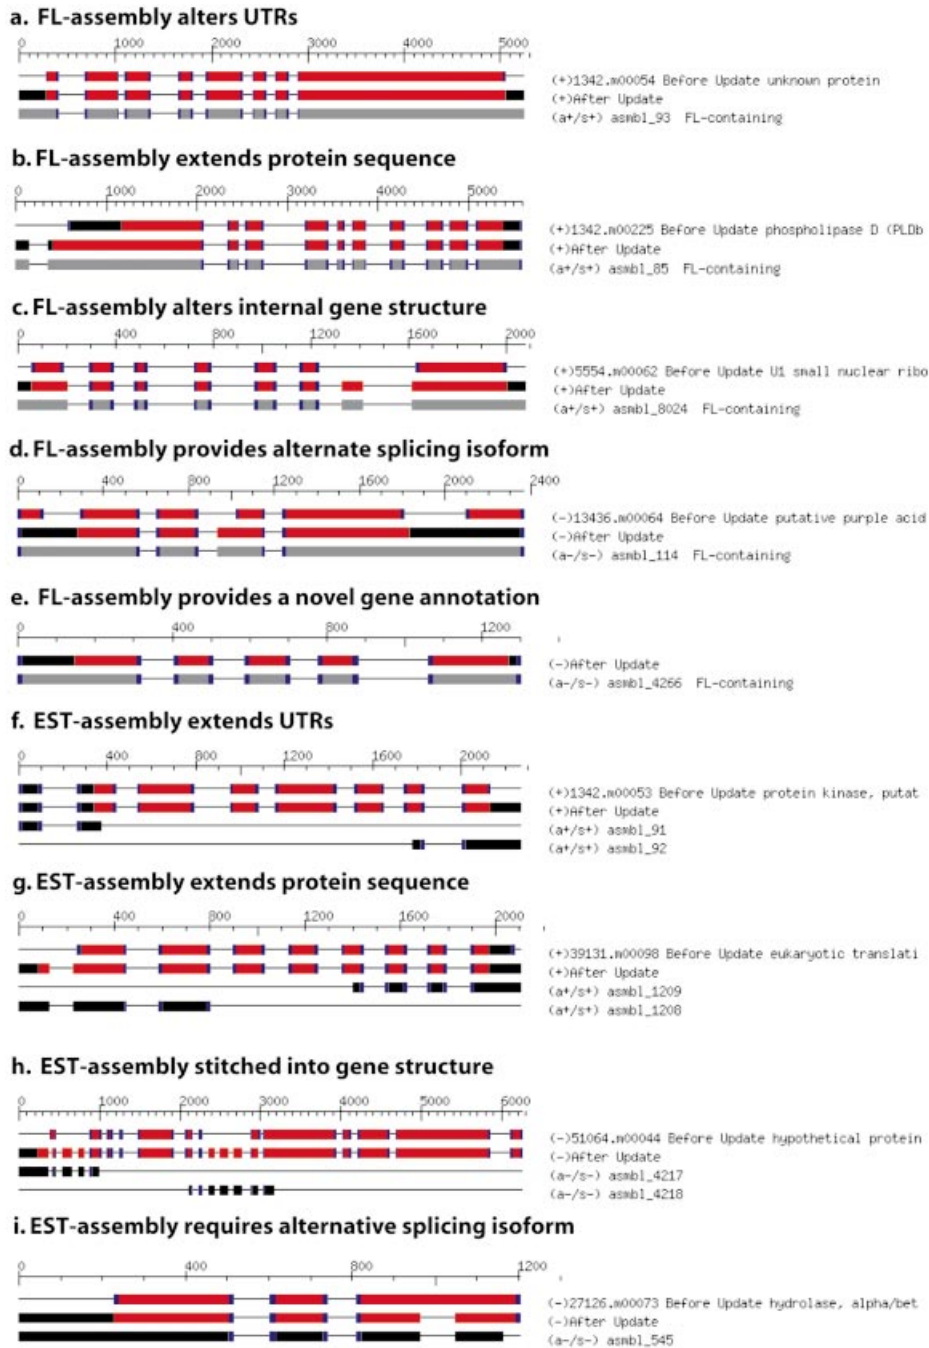 a. FL-assembly alters UTRs
0 1000 2000 3000 4000 5000
(+)1342.m00054 Before Update unknown protein
(+)After Update
(a+/s+) asmbl_93 FL-containing
b. FL-assembly extends protein sequence
0 1000 2000 3000 4000 5000
(+)1342.m00225 Before Update phospholipase D (PLDb
(+)After Update
(a+/s+) asmbl_85 FL-containing
c. FL-assembly alters internal gene structure
0 400 800 1200 1600 2000
(+)5554.m00062 Before Update U1 small nuclear ribo
(+)After Update
(a+/s+) asmbl_8024 FL-containing
d. FL-assembly provides alternate splicing isoform
0 400 800 1200 1600 2000 2400
(-)13436.m00064 Before Update putative purple acid
(-)After Update
(a-/s-) asmbl_114 FL-containing
e. FL-assembly provides a novel gene annotation
0 400 800 1200
(-)After Update
(a-/s-) asmbl_4266 FL-containing
f. EST-assembly extends UTRs
0 400 800 1200 1600 2000
(+)1342.m00053 Before Update protein kinase, putat
(+)After Update
(a+/s+) asmbl_91
(a+/s+) asmbl_92
g. EST-assembly extends protein sequence
0 400 800 1200 1600 2000
(+)39131.m00098 Before Update eukaryotic translati
(+)After Update
(a+/s+) asmbl_1209
(a+/s+) asmbl_1208
h. EST-assembly stitched into gene structure
0 1000 2000 3000 4000 5000 6000
(-)51064.m00044 Before Update hypothetical protein
(-)After Update
(a-/s-) asmbl_4217
(a-/s-) asmbl_4218
i. EST-assembly requires alternative splicing isoform
0 400 800 1200
(-)27126.m00073 Before Update hydrolase, alpha/bet
(-)After Update
(a-/s-) asmbl_545